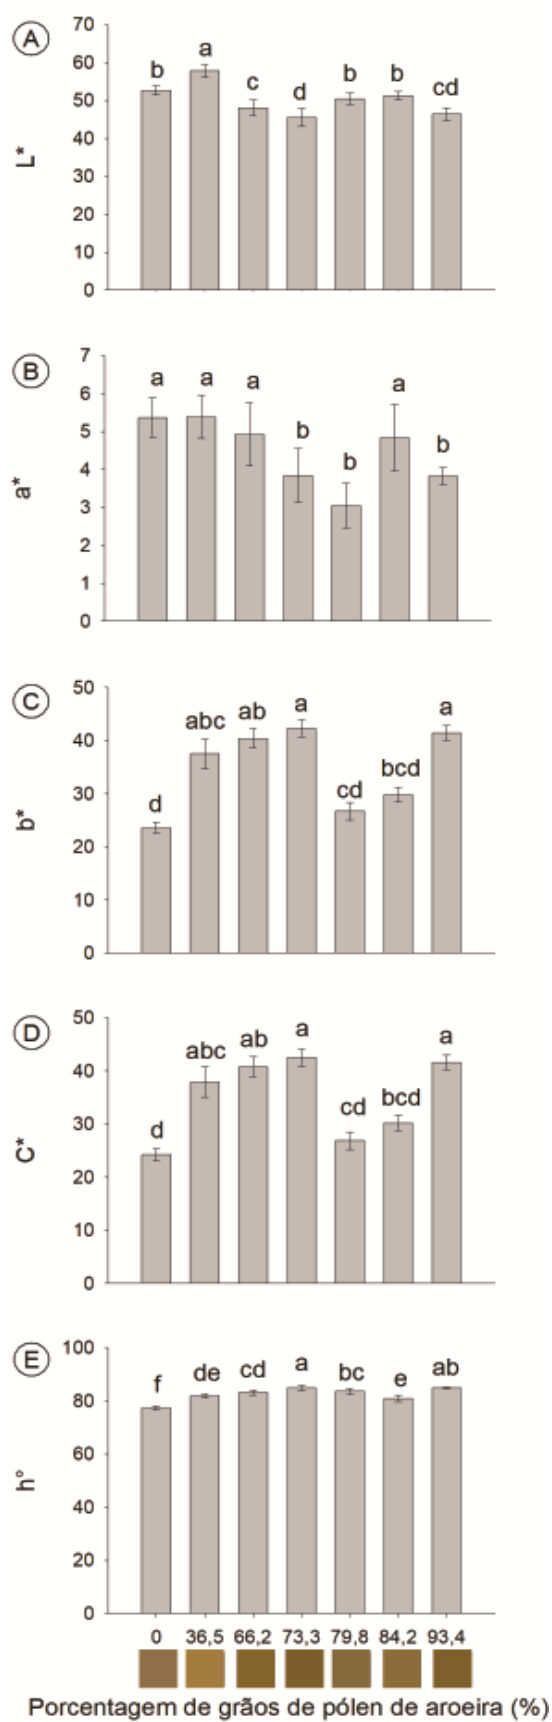 A
70
60
50
40
30
20
10
0
L*
b a c d b b cd
B
7
6
5
4
3
2
1
0
a*
a a a b b a b
C
50
40
30
20
10
0
b*
d abc ab a cd bcd a
D
50
40
30
20
10
0
C*
d abc ab a cd bcd a
E
100
80
60
40
20
0
h°
f de cd a bc e ab
0 36,5 66,2 73,3 79,8 84,2 93,4
Porcentagem de grãos de pólen de aroeira (%)